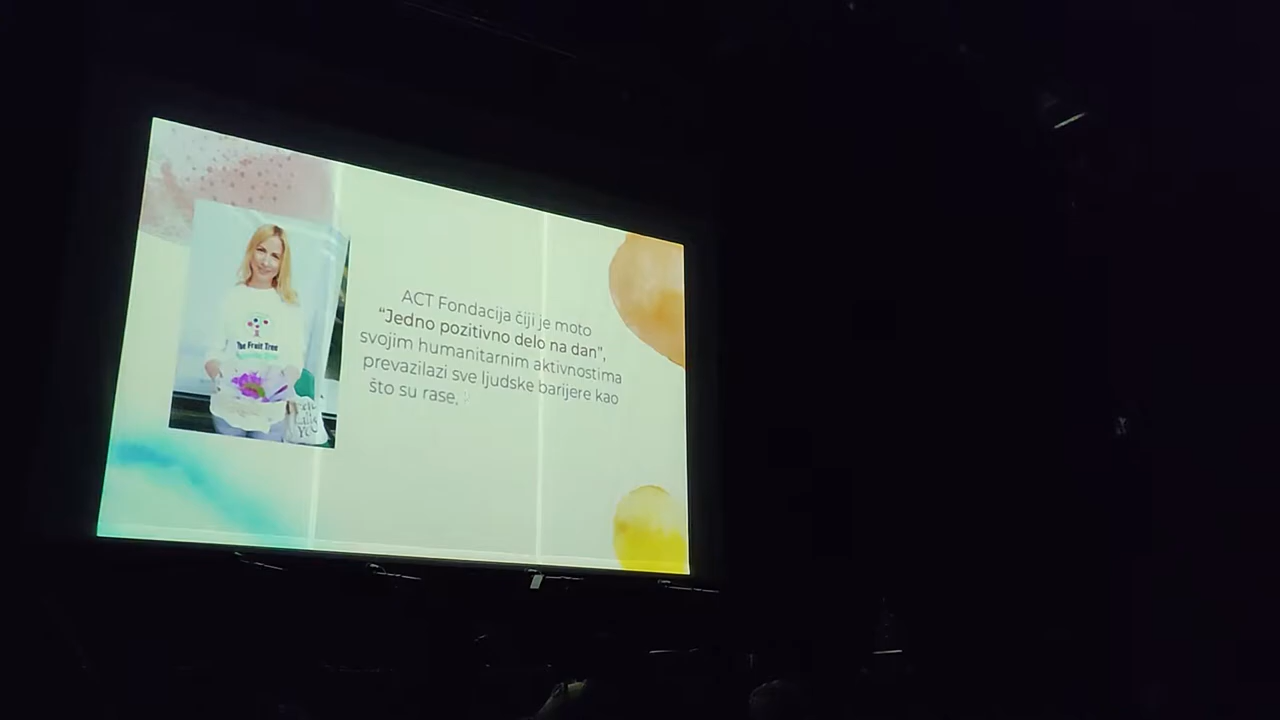 ACT Fondacija čiji je moto
“Jedno pozitivno delo na dan”,
svojim humanitarnim aktivnostima
prevazilazi sve ljudske barijere kao
što su rase,
The Fruit Tree